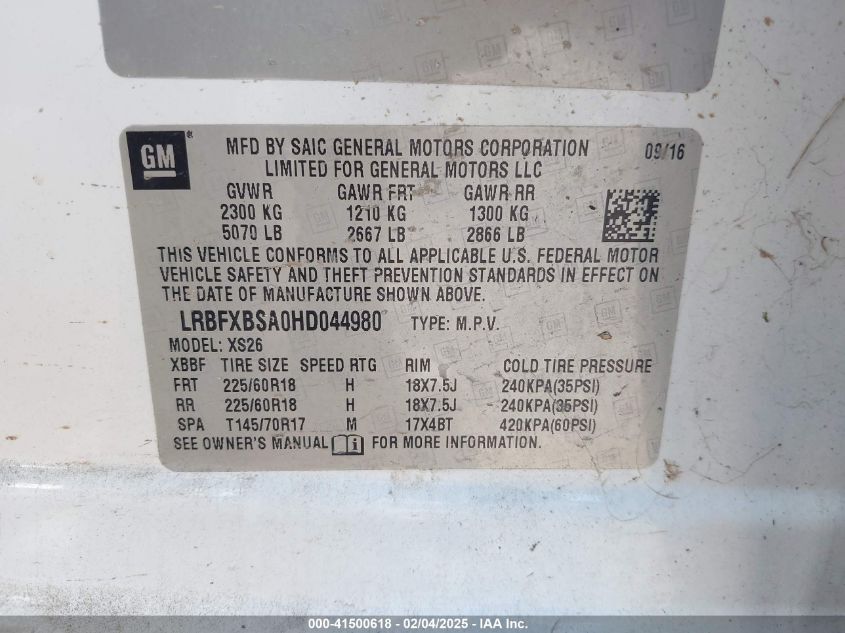 GM
MFD BY SAIC GENERAL MOTORS CORPORATION 09/16
LIMITED FOR GENERAL MOTORS LLC
GVWR GAWR FRT GAWR RR
2300 KG 1210 KG 1300 KG
5070 LB 2667 LB 2866 LB
THIS VEHICLE CONFORMS TO ALL APPLICABLE U.S. FEDERAL MOTOR
VEHICLE SAFETY AND THEFT PREVENTION STANDARDS IN EFFECT ON
THE DATE OF MANUFACTURE SHOWN ABOVE.
LRBFXBSA0HD044980 TYPE: M.P.V.
MODEL: XS26
XBBF TIRE SIZE SPEED RTG RIM COLD TIRE PRESSURE
FRT 225/60R18 H 18X7.5J 240KPA(35PSI)
RR 225/60R18 H 18X7.5J 240KPA(35PSI)
SPA T145/70R17 M 17X4BT 420KPA(60PSI)
SEE OWNER'S MANUAL FOR MORE INFORMATION.
000-41500618 - 02/04/2025 - IAA Inc.